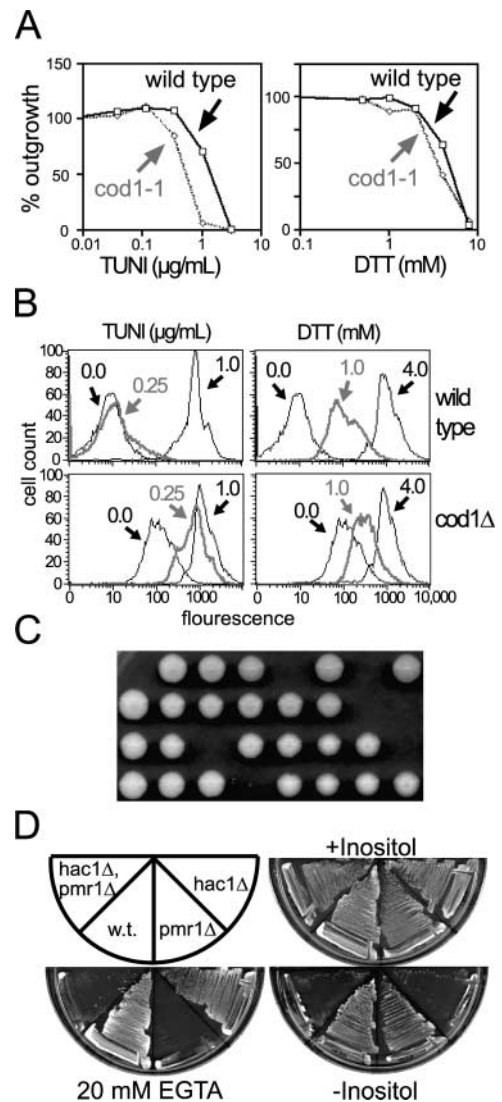 A
wild type
wild type
% outgrowth
150
100
50
0
100
75
50
25
0
cod1-1
cod1-1
0.01
0.1
1
10
0.1
1.0
10
TUNI (µg/mL)
DTT (mM)
B
TUNI (µg/mL)
DTT (mM)
cell count
100
80
60
40
20
0
0.0
0.25
1.0
0.0
1.0
4.0
wild
type
100
80
60
40
20
0
0.0
0.25
1.0
0.0
1.0
4.0
cod1Δ
0
10
100
1000
0
10
100
1000
10,000
flourescence
C
D
+Inositol
hac1Δ,
pmr1Δ
w.t.
pmr1Δ
hac1Δ
20 mM EGTA
-Inositol